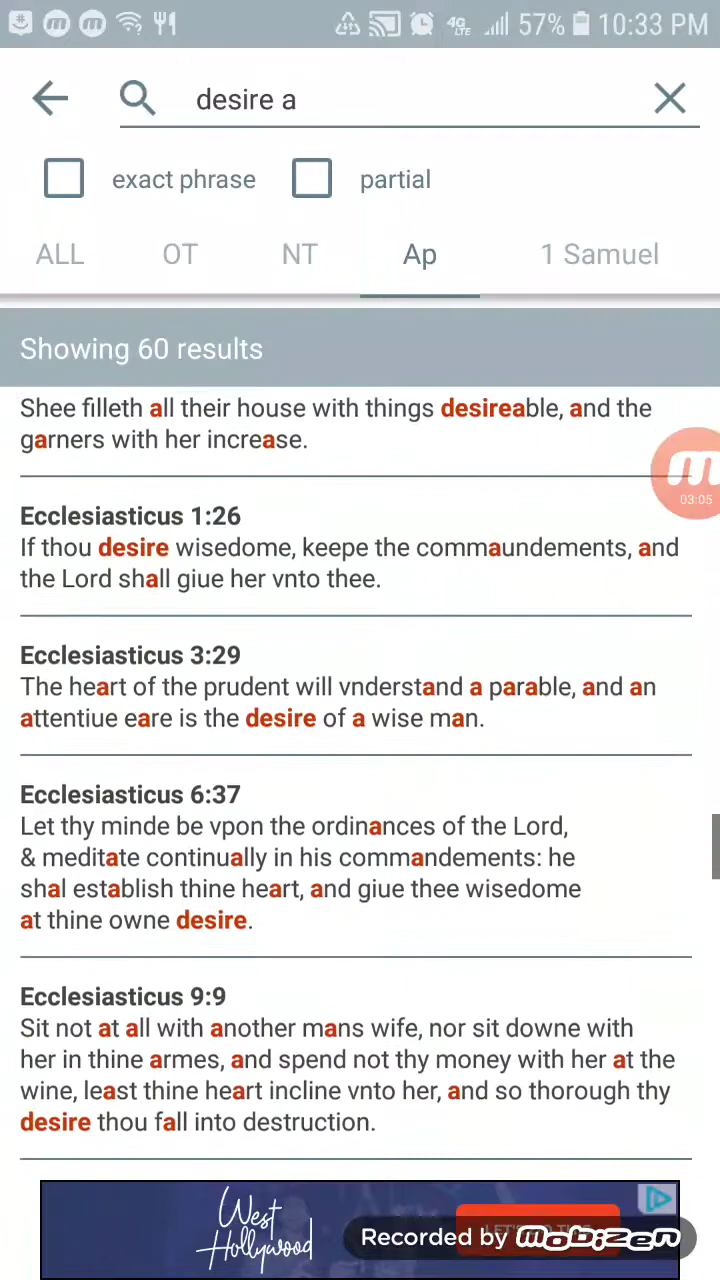 57% 10:33 PM
desire a
exact phrase partial
ALL OT NT Ap 1 Samuel
Showing 60 results
Shee filleth all their house with things desireable, and the
garners with her increase.
03:05
Ecclesiasticus 1:26
If thou desire wisedome, keepe the commaundements, and
the Lord shall giue her vnto thee.
Ecclesiasticus 3:29
The heart of the prudent will vnderstand a parable, and an
attentiue eare is the desire of a wise man.
Ecclesiasticus 6:37
Let thy minde be vpon the ordinances of the Lord,
& meditate continually in his commandements: he
shal establish thine heart, and giue thee wisedome
at thine owne desire.
Ecclesiasticus 9:9
Sit not at all with another mans wife, nor sit downe with
her in thine armes, and spend not thy money with her at the
wine, least thine heart incline vnto her, and so thorough thy
desire thou fall into destruction.
West
Hollywood
Recorded by mobizen